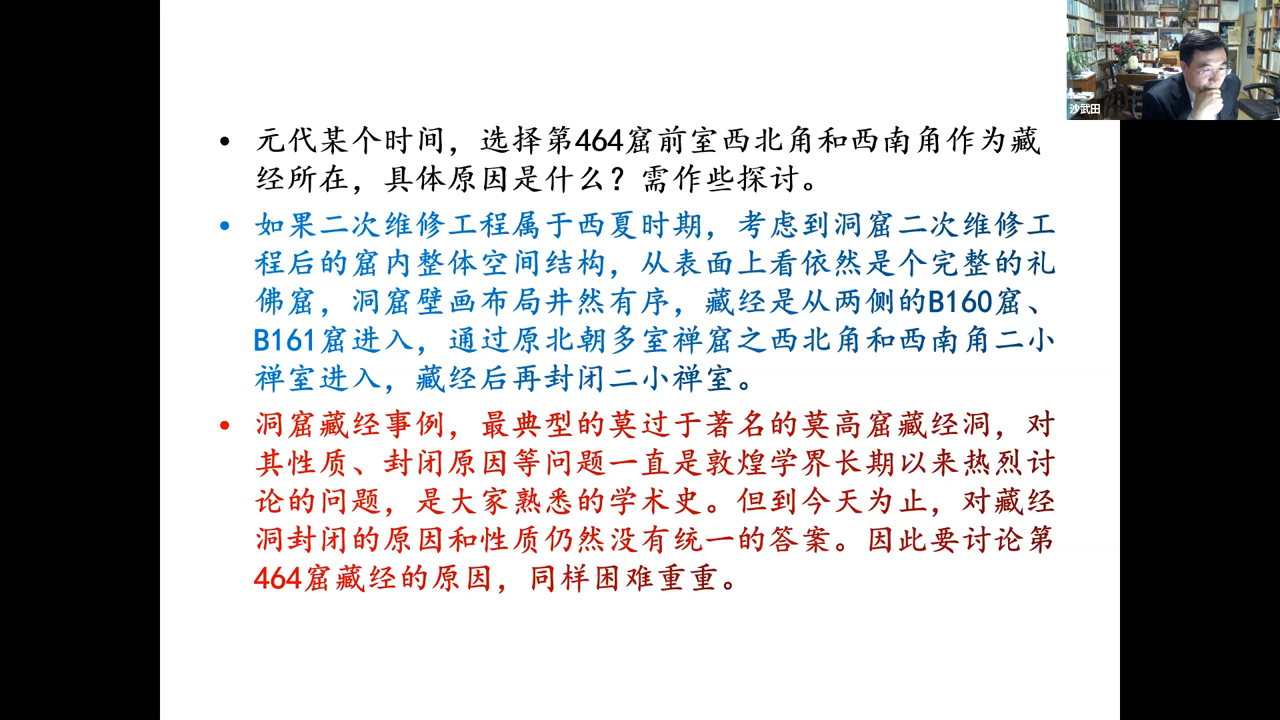 沙武田
• 元代某个时间，选择第464窟前室西北角和西南角作为藏
经所在，具体原因是什么？需作些探讨。
• 如果二次维修工程属于西夏时期，考虑到洞窟二次维修工
程后的窟内整体空间结构，从表面上看依然是个完整的礼
佛窟，洞窟壁画布局井然有序，藏经是从两侧的B160窟、
B161窟进入，通过原北朝多室禅窟之西北角和西南角二小
禅室进入，藏经后再封闭二小禅室。
• 洞窟藏经事例，最典型的莫过于著名的莫高窟藏经洞，对
其性质、封闭原因等问题一直是敦煌学界长期以来热烈讨
论的问题，是大家熟悉的学术史。但到今天为止，对藏经
洞封闭的原因和性质仍然没有统一的答案。因此要讨论第
464窟藏经的原因，同样困难重重。